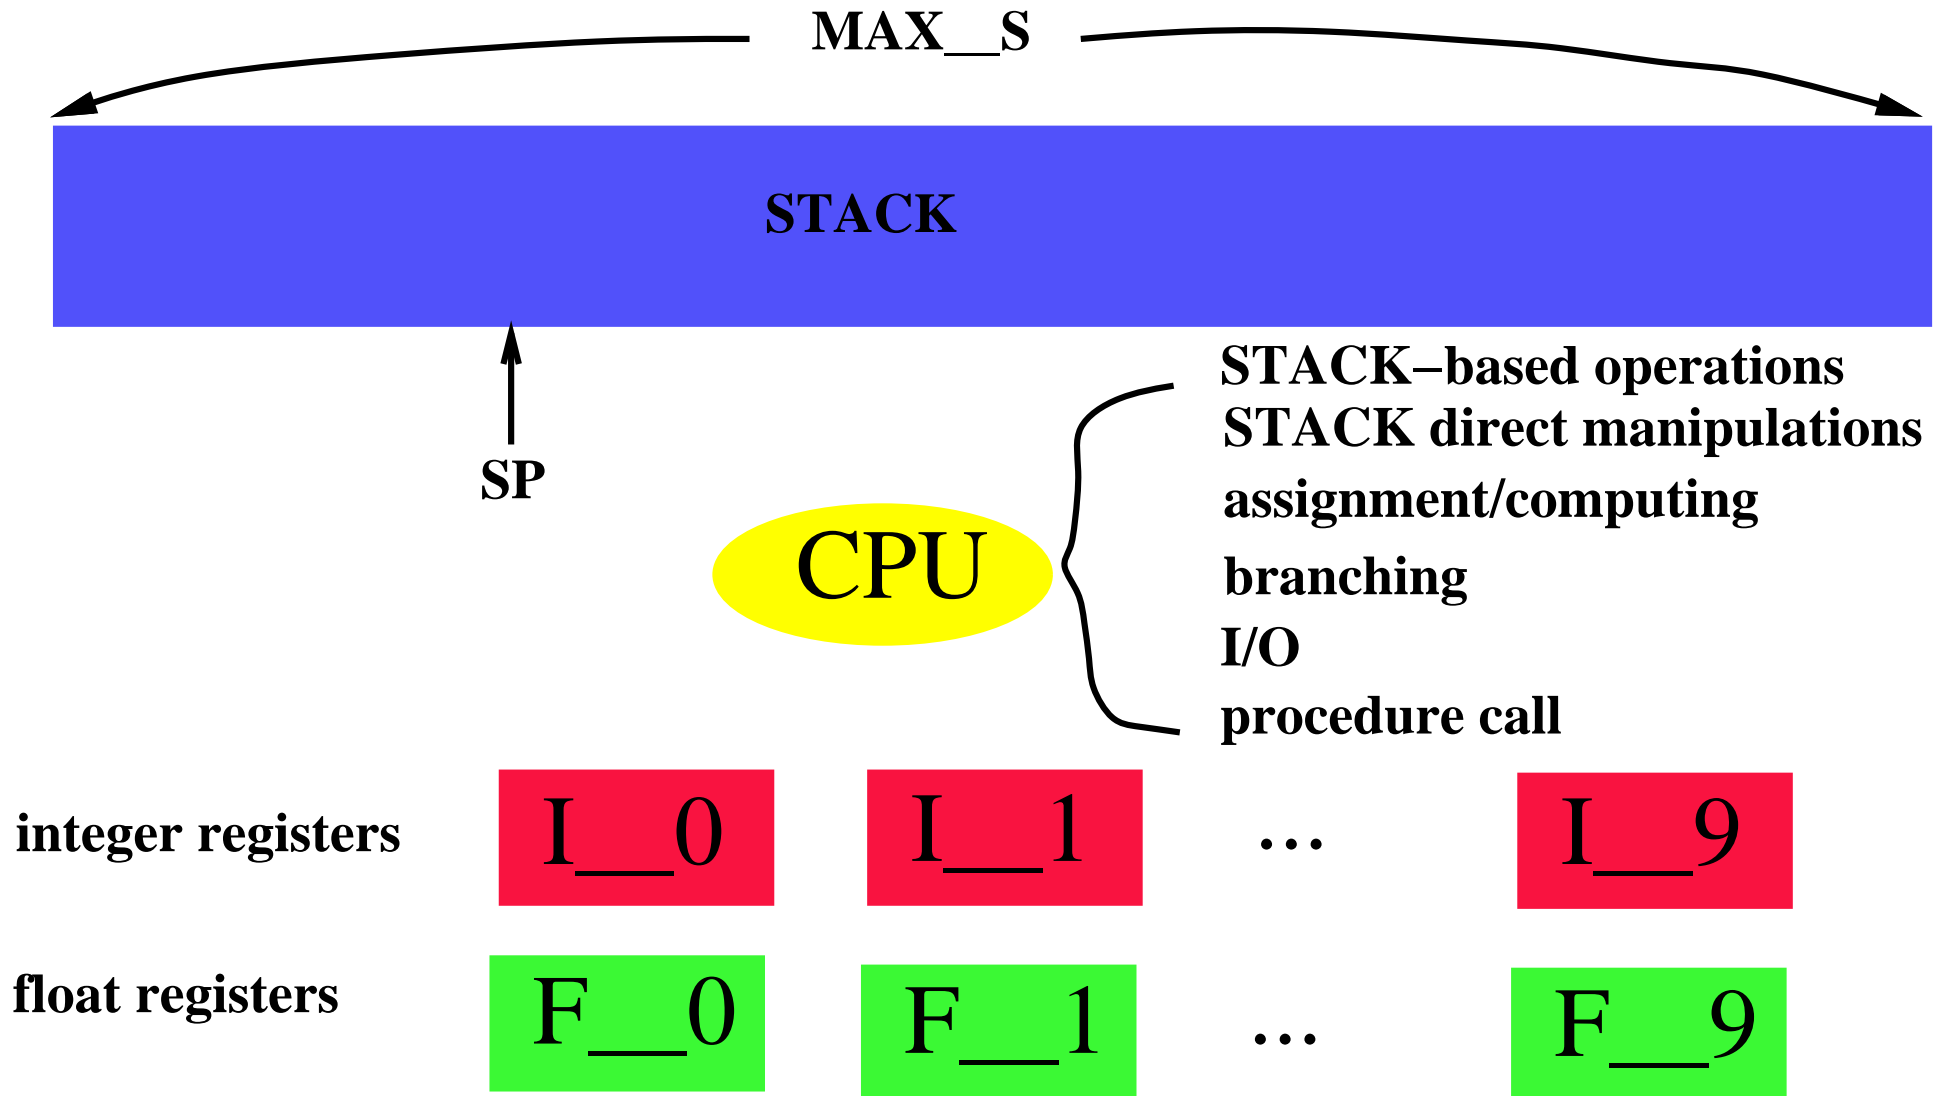 MAX__S
STACK
SP
STACK–based operations
STACK direct manipulations
assignment/computing
CPU
branching
I/O
procedure call
integer registers I__0 I__1 ... I__9
float registers F__0 F__1 ... F__9